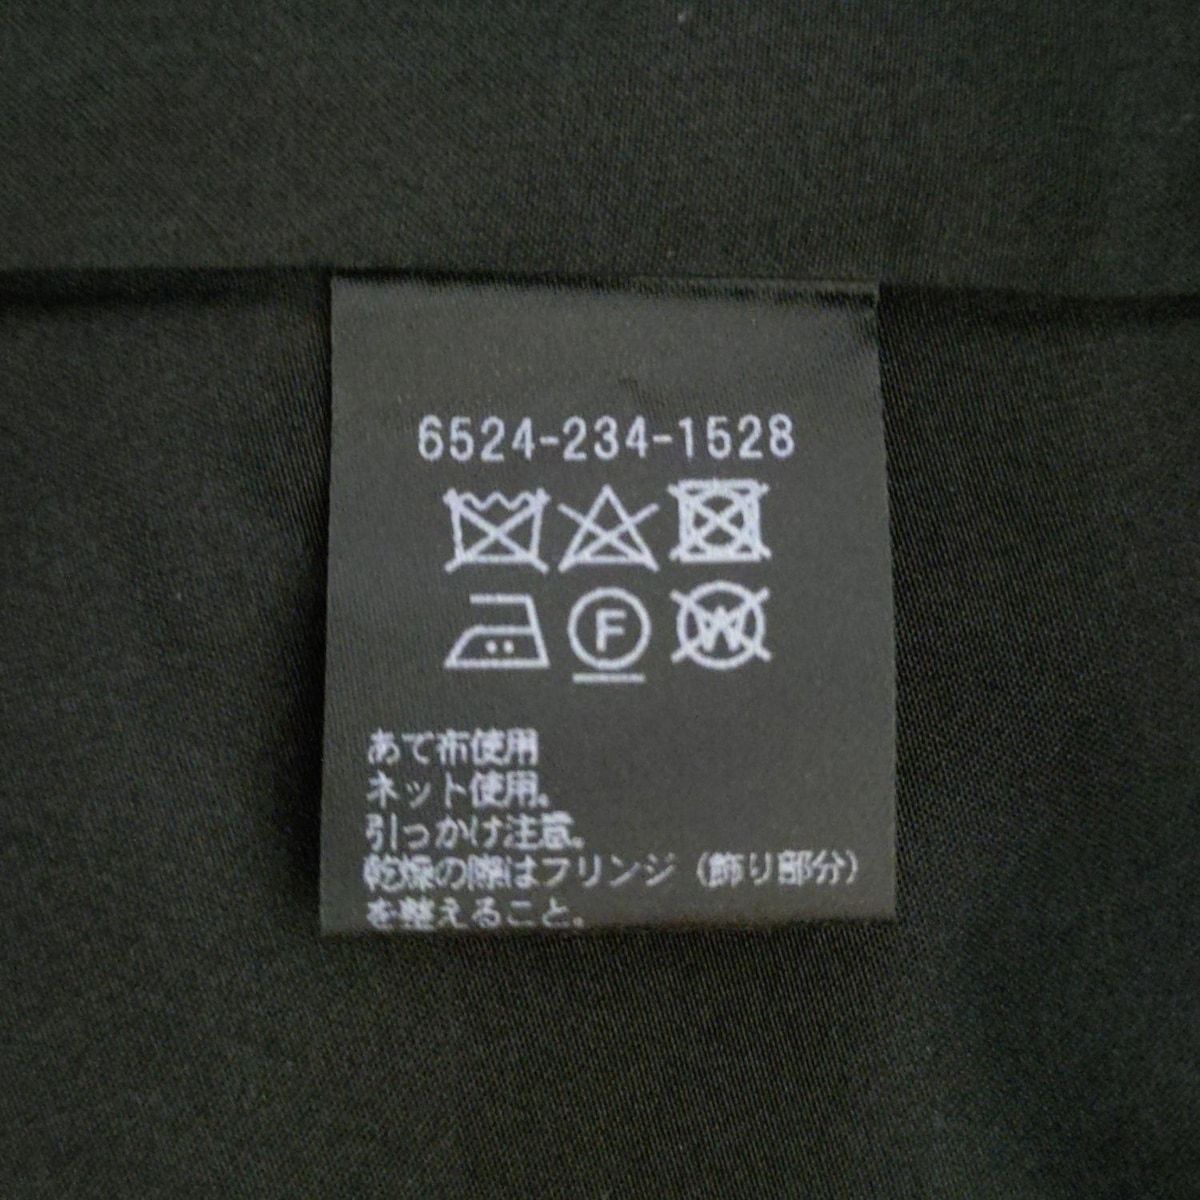 6524-234-1528
F
W
あて布使用
ネット使用。
引っかけ注意。
乾燥の際はフリンジ（飾り部分）
を整えること。